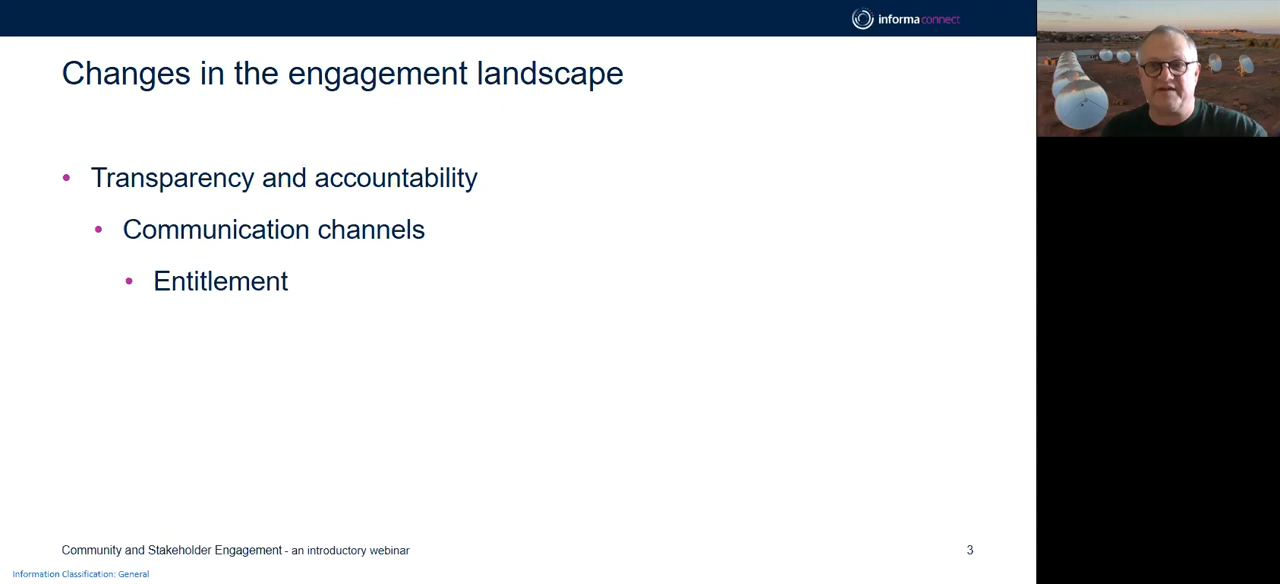 informa connect
Changes in the engagement landscape
• Transparency and accountability
• Communication channels
• Entitlement
Community and Stakeholder Engagement - an introductory webinar
3
Information Classification: General